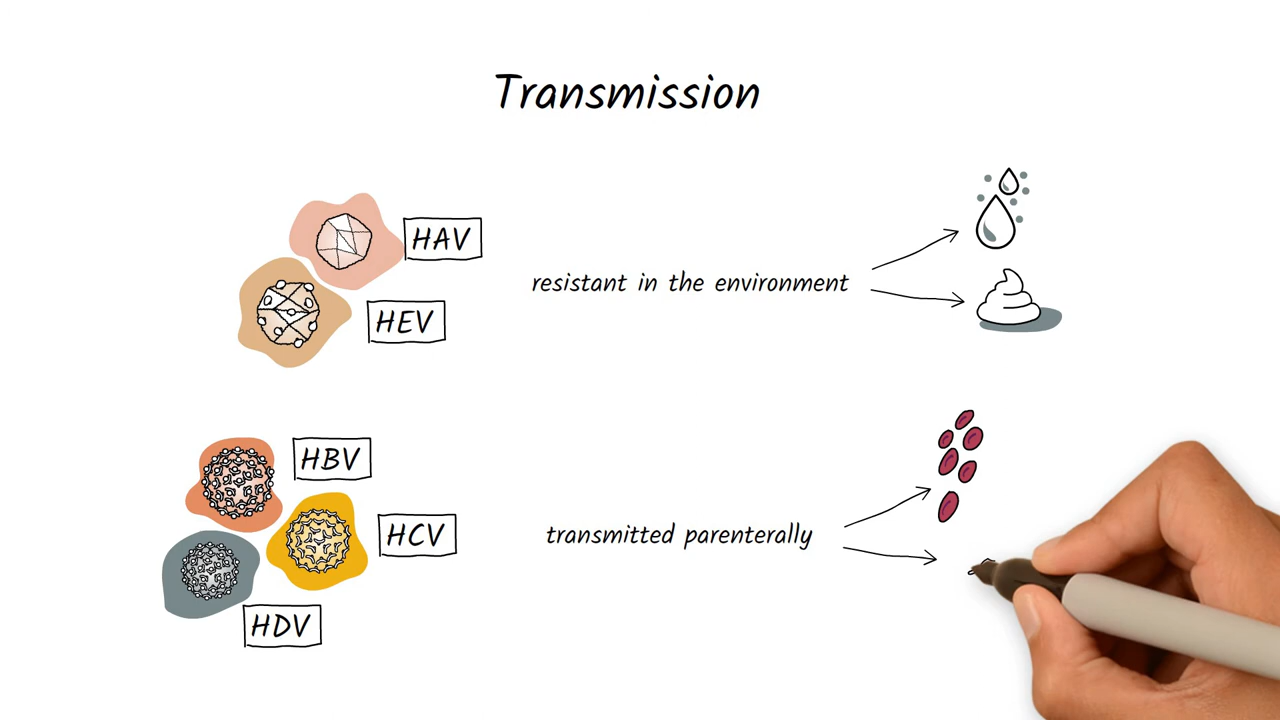 Transmission
HAV
resistant in the environment
HEV
HBV
HCV
transmitted parenterally
HDV